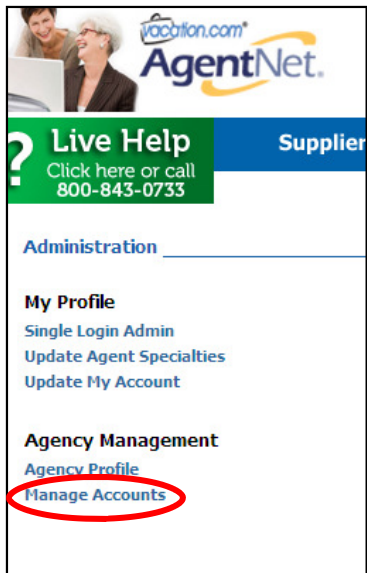 vacation.com®
AgentNet.
? Live Help
Click here or call
800-843-0733
Supplier
Administration
My Profile
Single Login Admin
Update Agent Specialties
Update My Account
Agency Management
Agency Profile
Manage Accounts